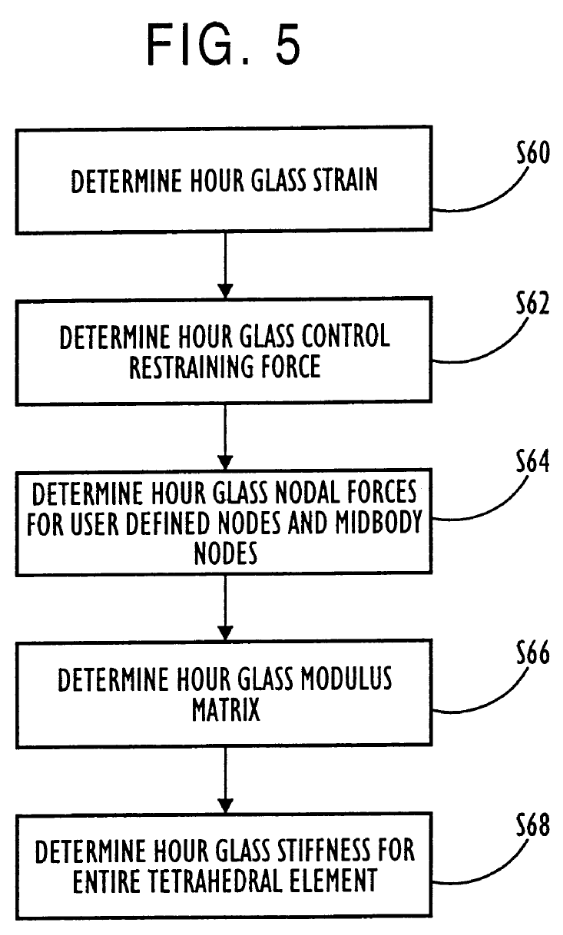 FIG. 5
DETERMINE HOUR GLASS STRAIN
S60
DETERMINE HOUR GLASS CONTROL
RESTRAINING FORCE
S62
DETERMINE HOUR GLASS NODAL FORCES
FOR USER DEFINED NODES AND MIDBODY
NODES
S64
DETERMINE HOUR GLASS MODULUS
MATRIX
S66
DETERMINE HOUR GLASS STIFFNESS FOR
ENTIRE TETRAHEDRAL ELEMENT
S68